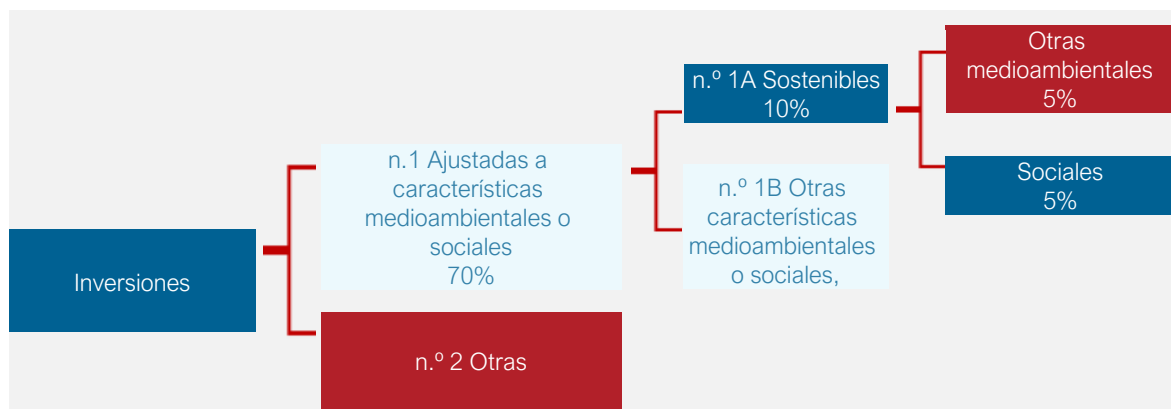 Inversiones
n.1 Ajustadas a
características
medioambientales o
sociales
70%
n.º 2 Otras
n.º 1A Sostenibles
10%
n.º 1B Otras
características
medioambientales
o sociales,
Otras
medioambientales
5%
Sociales
5%